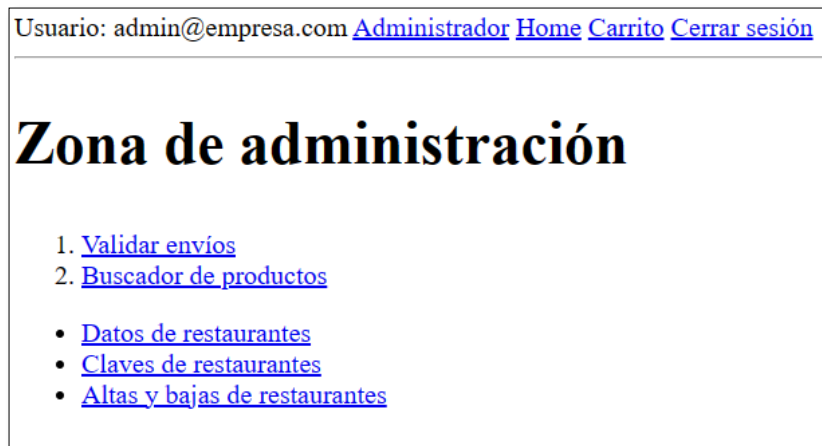 Usuario: admin@empresa.com Administrador Home Carrito Cerrar sesión
Zona de administración
1. Validar envíos
2. Buscador de productos
• Datos de restaurantes
• Claves de restaurantes
• Altas y bajas de restaurantes